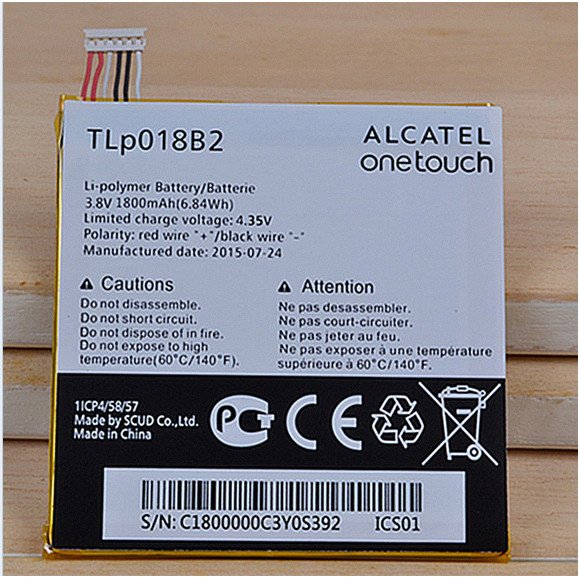 TLp018B2
ALCATEL
onetouch
Li-polymer Battery/Batterie
3.8V 1800mAh(6.84Wh)
Limited charge voltage: 4.35V
Polarity: red wire "+"/black wire "-"
Manufactured date: 2015-07-24
Cautions
Do not disassemble.
Do not short circuit.
Do not dispose of in fire.
Do not expose to high
temperature(60°C/140°F).
Attention
Ne pas desassembler.
Ne pas court-circuiter.
Ne pas jeter au feu.
Ne pas exposer à une température
supérieure à 60°C/140°F.
1ICP4/58/57
Made by SCUD Co.,Ltd.
Made in China
PCT
CE
S/N: C1800000C3Y0S392 ICS01